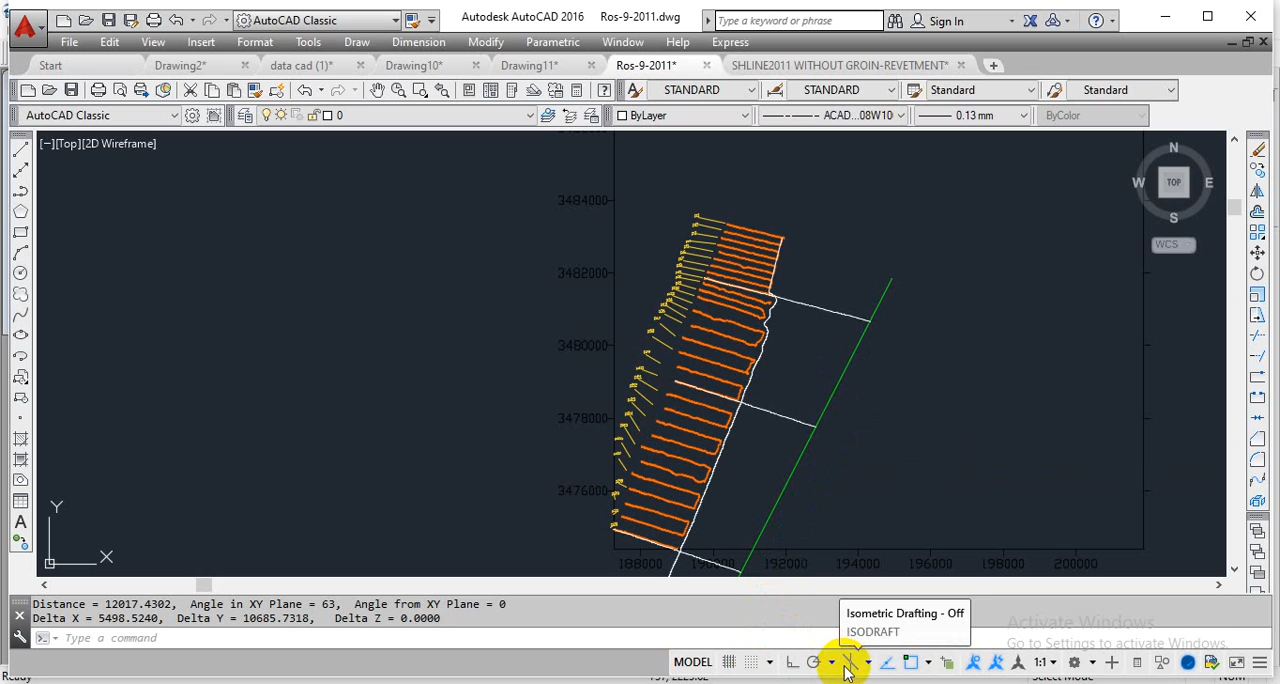 AutoCAD Classic
Autodesk AutoCAD 2016 Ros-9-2011.dwg
Type a keyword or phrase
Sign In
File Edit View Insert Format Tools Draw Dimension Modify Parametric Window Help Express
Start Drawing2* data cad (1)* Drawing10* Drawing11* Ros-9-2011* SHLINE2011 WITHOUT GROIN-REVETMENT*
STANDARD STANDARD Standard Standard
AutoCAD Classic 0 ByLayer ACAD...08W10 0.13 mm ByColor
[−][Top][2D Wireframe]
N
W TOP E
S
WCS
3484000
3482000
3480000
3478000
3476000
Y
X
188000 190000 192000 194000 196000 198000 200000
Distance = 12017.4302, Angle in XY Plane = 63, Angle from XY Plane = 0
Delta X = 5498.5240, Delta Y = 10685.7318, Delta Z = 0.0000
Type a command
Isometric Drafting - Off
ISODRAFT
Activate Windows
Go to Settings to activate Windows.
MODEL 1:1